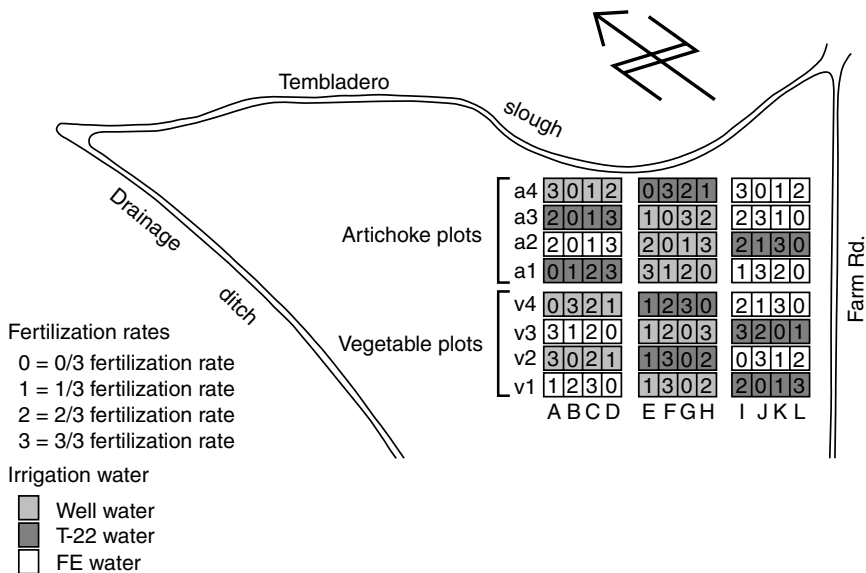 Tembladero
slough
Drainage
ditch
Farm Rd.
Artichoke plots
a4 3 0 1 2 0 3 2 1 3 0 1 2
a3 2 0 1 3 1 0 3 2 2 3 1 0
a2 2 0 1 3 2 0 1 3 2 1 3 0
a1 0 1 2 3 3 1 2 0 1 3 2 0
Vegetable plots
v4 0 3 2 1 1 2 3 0 2 1 3 0
v3 3 1 2 0 1 2 0 3 3 2 0 1
v2 3 0 2 1 1 3 0 2 0 3 1 2
v1 1 2 3 0 1 3 0 2 2 0 1 3
A B C D E F G H I J K L
Fertilization rates
0 = 0/3 fertilization rate
1 = 1/3 fertilization rate
2 = 2/3 fertilization rate
3 = 3/3 fertilization rate
Irrigation water
Well water
T-22 water
FE water